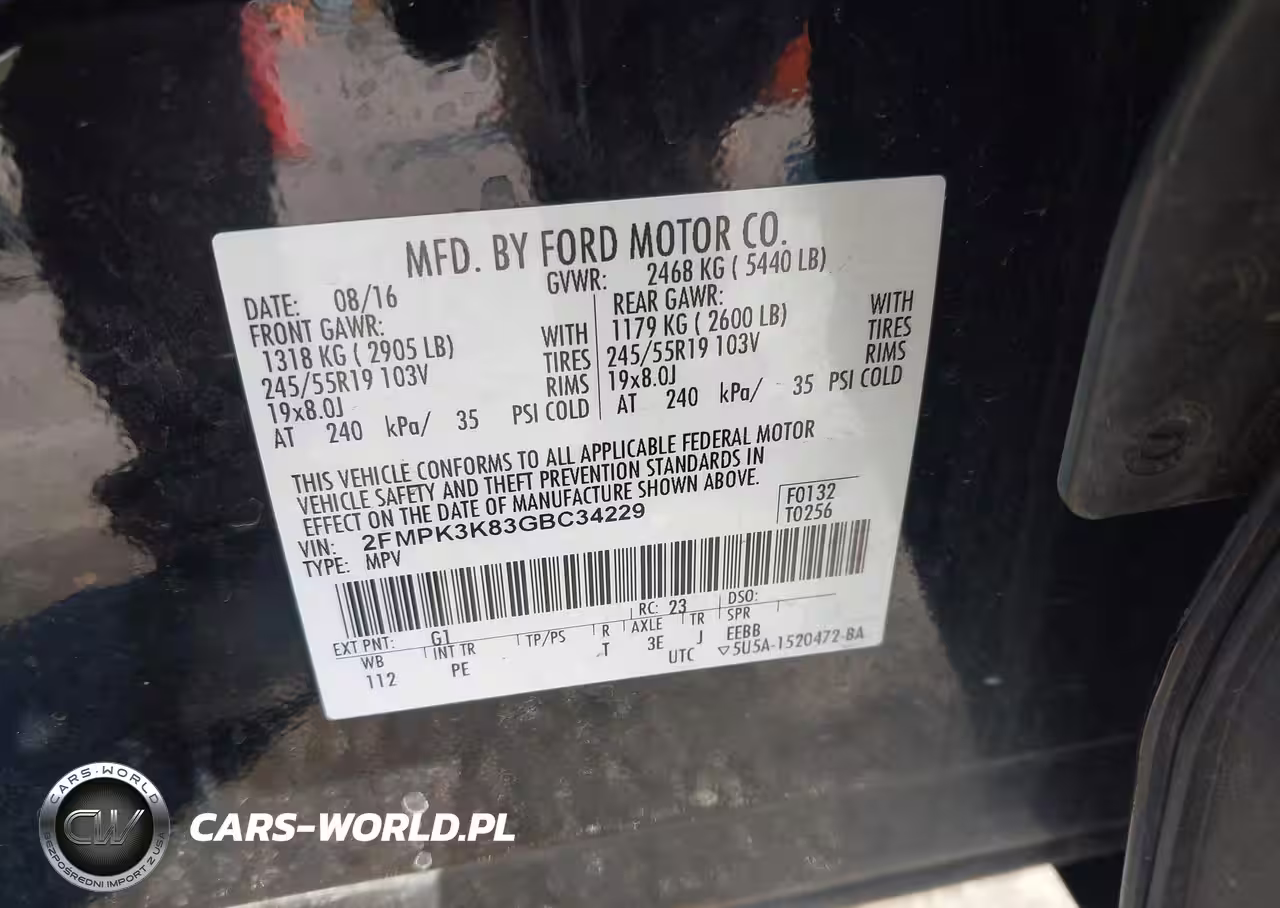 MFD. BY FORD MOTOR CO.
DATE: 08/16
GVWR: 2468 KG ( 5440 LB)
FRONT GAWR:
1318 KG ( 2905 LB) WITH
245/55R19 103V TIRES
19x8.0J RIMS
AT 240 kPa/ 35 PSI COLD
REAR GAWR: WITH
1179 KG ( 2600 LB) TIRES
245/55R19 103V RIMS
19x8.0J
AT 240 kPa/ 35 PSI COLD
THIS VEHICLE CONFORMS TO ALL APPLICABLE FEDERAL MOTOR
VEHICLE SAFETY AND THEFT PREVENTION STANDARDS IN
EFFECT ON THE DATE OF MANUFACTURE SHOWN ABOVE.
VIN: 2FMPK3K83GBC34229
TYPE: MPV
F0132
T0256
RC: 23 DSO:
EXT PNT: G1
WB INT TR TP/PS R AXLE TR SPR
112 PE T 3E J EEBB
UTC ▽5U5A-1520472-BA
CARS-WORLD
CW
BEZPOŚREDNI IMPORT Z USA
CARS-WORLD.PL